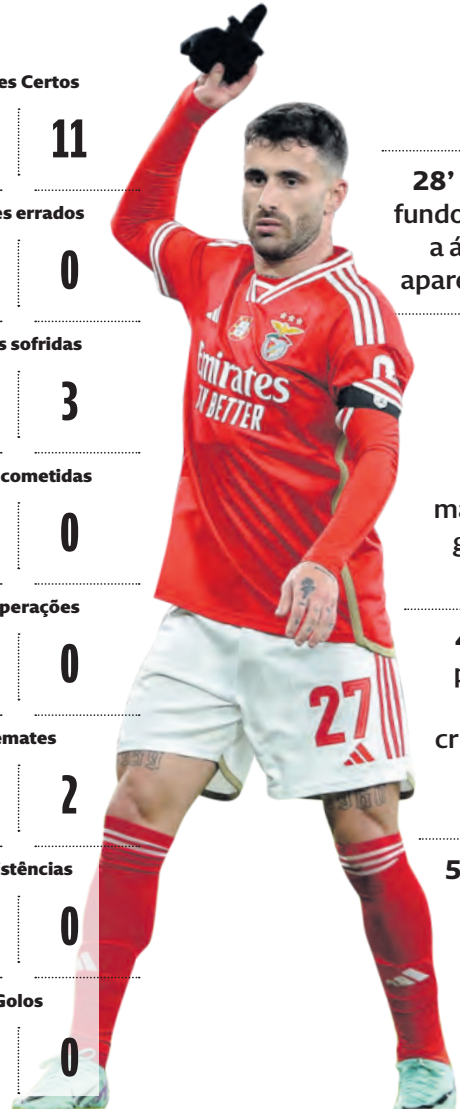 es Certos
11
es errados
0
s sofridas
3
cometidas
0
perações
0
emates
2
stências
0
Golos
0
28’
fundo
a á
apare
ma
g
p
cr
5
Emirates
BETTER
27